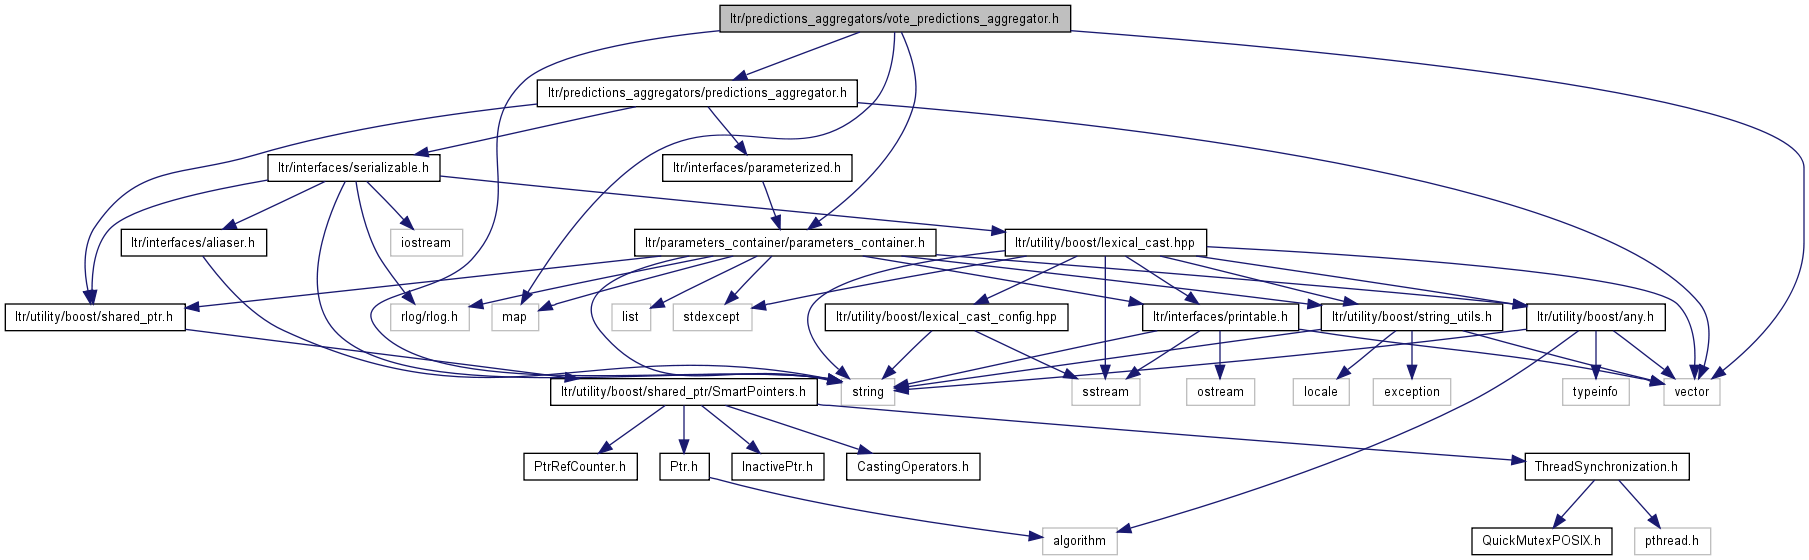 ltr/predictions_aggregators/vote_predictions_aggregator.h
ltr/predictions_aggregators/predictions_aggregator.h
ltr/interfaces/serializable.h
ltr/interfaces/parameterized.h
ltr/interfaces/aliaser.h
iostream
ltr/parameters_container/parameters_container.h
ltr/utility/boost/lexical_cast.hpp
ltr/utility/boost/shared_ptr.h
rlog/rlog.h
map
list
stdexcept
ltr/utility/boost/lexical_cast_config.hpp
ltr/interfaces/printable.h
ltr/utility/boost/string_utils.h
ltr/utility/boost/any.h
ltr/utility/boost/shared_ptr/SmartPointers.h
string
sstream
ostream
locale
exception
typeinfo
vector
PtrRefCounter.h
Ptr.h
InactivePtr.h
CastingOperators.h
ThreadSynchronization.h
algorithm
QuickMutexPOSIX.h
pthread.h